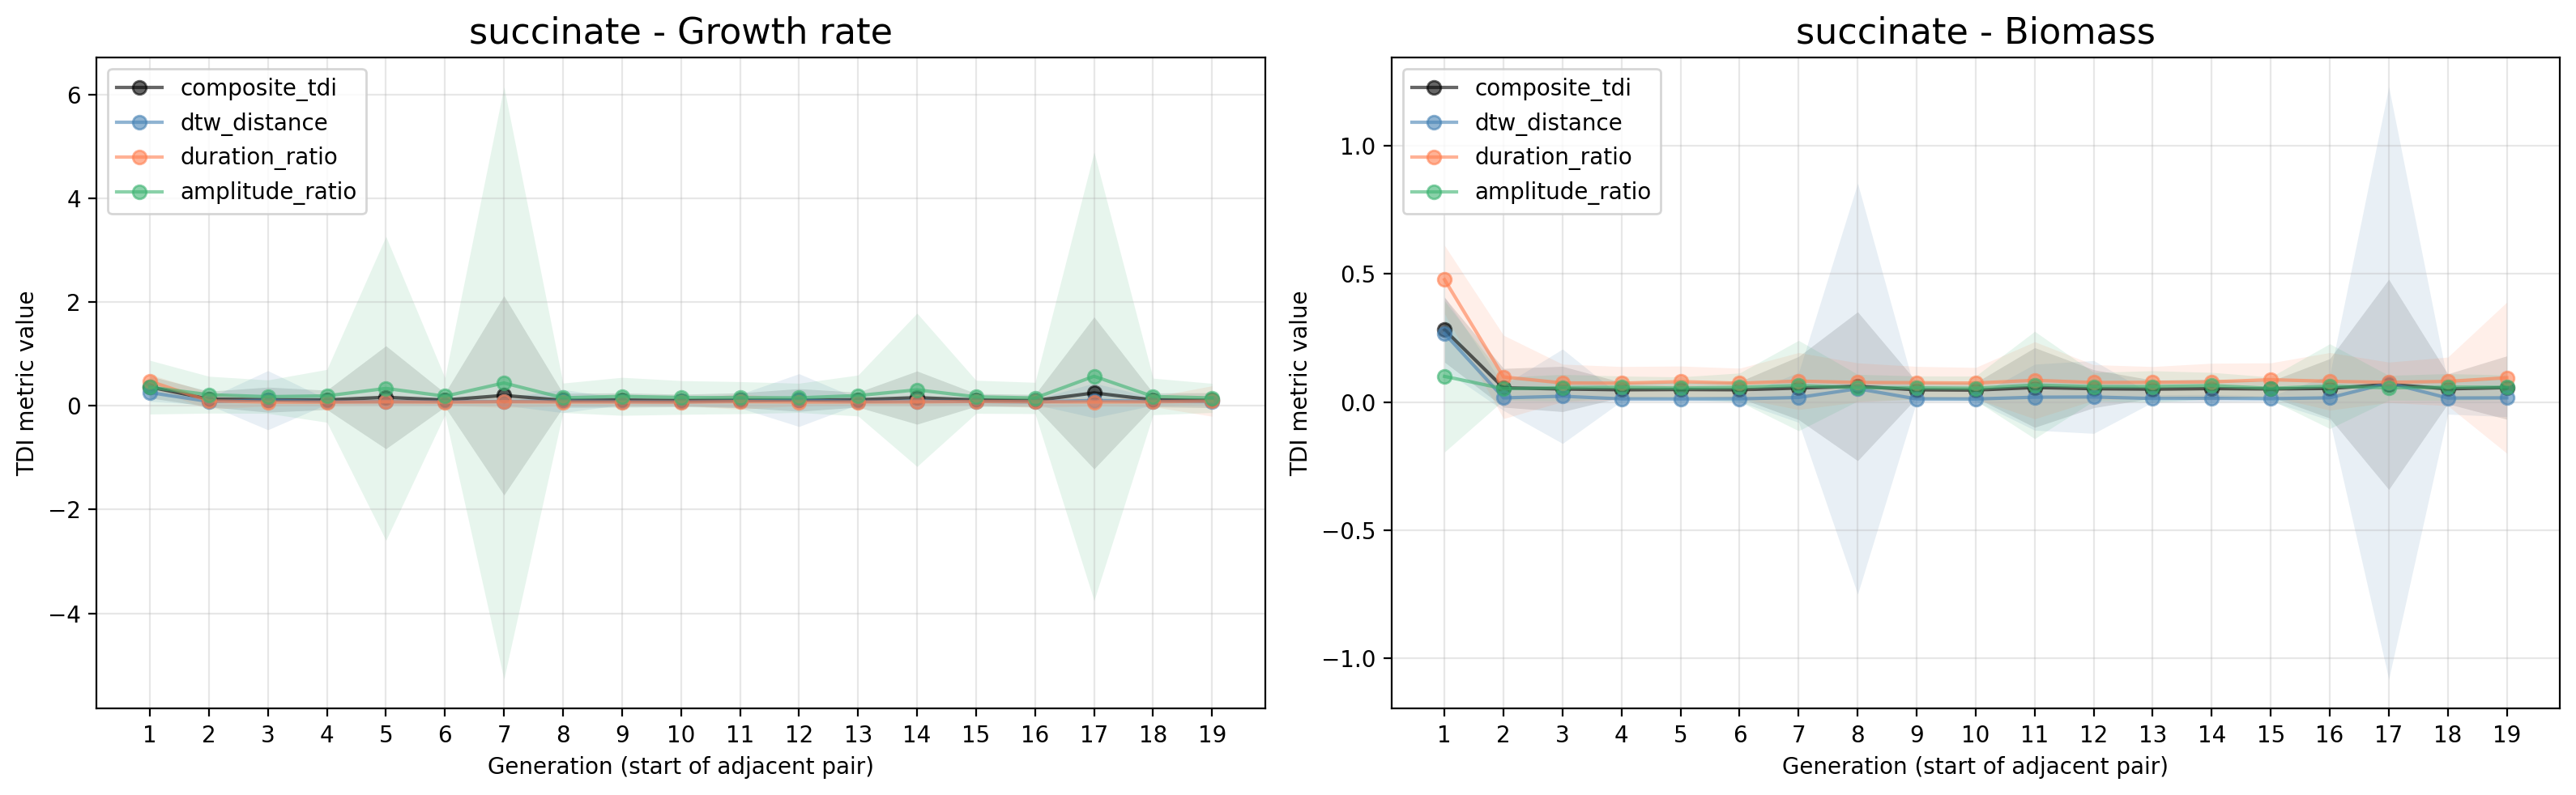 succinate - Growth rate
composite_tdi
dtw_distance
duration_ratio
amplitude_ratio
TDI metric value
6
4
2
0
−2
−4
1 2 3 4 5 6 7 8 9 10 11 12 13 14 15 16 17 18 19
Generation (start of adjacent pair)
succinate - Biomass
composite_tdi
dtw_distance
duration_ratio
amplitude_ratio
TDI metric value
1.0
0.5
0.0
−0.5
−1.0
1 2 3 4 5 6 7 8 9 10 11 12 13 14 15 16 17 18 19
Generation (start of adjacent pair)